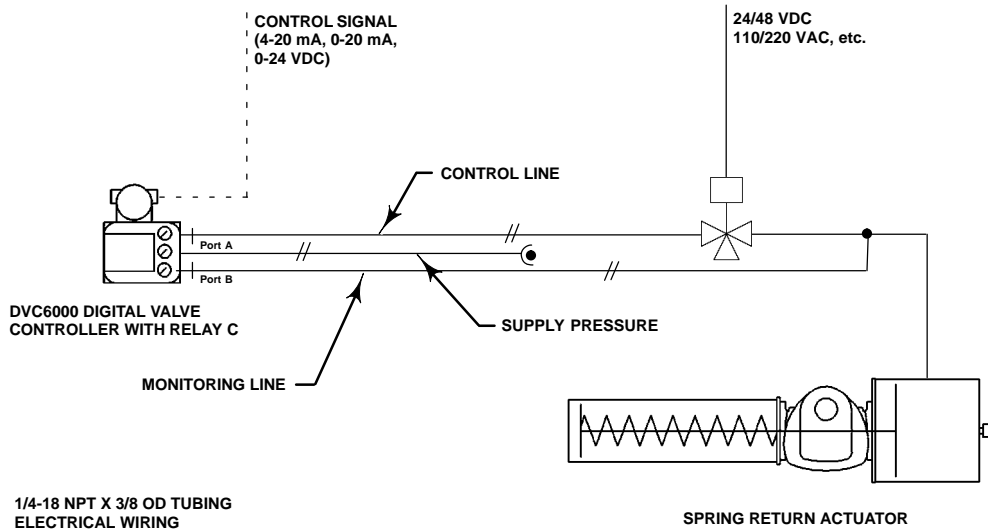 CONTROL SIGNAL
(4-20 mA, 0-20 mA,
0-24 VDC)
24/48 VDC
110/220 VAC, etc.
CONTROL LINE
Port A
Port B
DVC6000 DIGITAL VALVE
CONTROLLER WITH RELAY C
SUPPLY PRESSURE
MONITORING LINE
1/4-18 NPT X 3/8 OD TUBING
ELECTRICAL WIRING
SPRING RETURN ACTUATOR